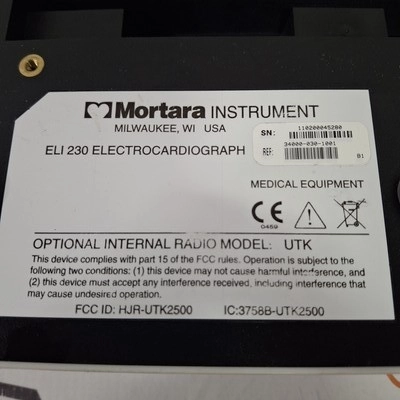 Mortara INSTRUMENT
MILWAUKEE, WI USA
ELI 230 ELECTROCARDIOGRAPH
SN: 110200045280
REF: 34000-030-1001
B1
MEDICAL EQUIPMENT
CE
0459
OPTIONAL INTERNAL RADIO MODEL: UTK
This device complies with part 15 of the FCC rules. Operation is subject to the
following two conditions: (1) this device may not cause harmful interference, and
(2) this device must accept any interference received, including interference that
may cause undesired operation.
FCC ID: HJR-UTK2500 IC:3758B-UTK2500